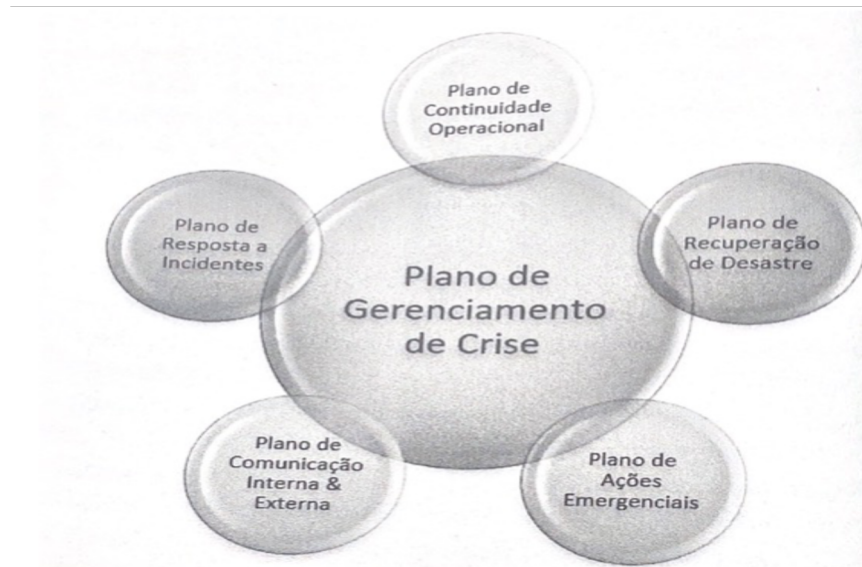 Plano de
Continuidade
Operacional
Plano de
Resposta a
Incidentes
Plano de
Recuperação
de Desastre
Plano de
Gerenciamento
de Crise
Plano de
Comunicação
Interna &
Externa
Plano de
Ações
Emergenciais